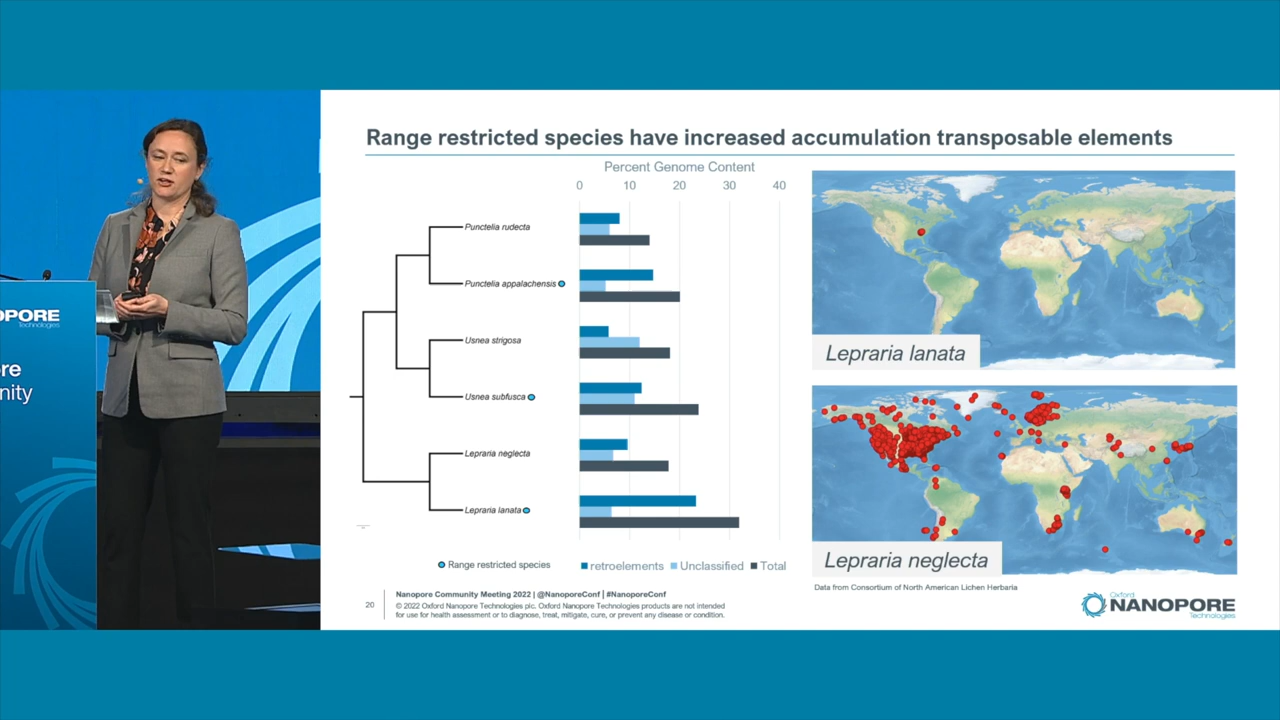 OPORE
Technologies
ore
nity
Range restricted species have increased accumulation transposable elements
Percent Genome Content
0 10 20 30 40
Punctelia rudecta
Punctelia appalachensis
Usnea strigosa
Usnea subfusca
Lepraria neglecta
Lepraria lanata
Range restricted species
retroelements Unclassified Total
Lepraria lanata
Lepraria neglecta
Data from Consortium of North American Lichen Herbaria
20
Nanopore Community Meeting 2022 | @NanoporeConf | #NanoporeConf
© 2022 Oxford Nanopore Technologies plc. Oxford Nanopore Technologies products are not intended
for use for health assessment or to diagnose, treat, mitigate, cure, or prevent any disease or condition.
Oxford
NANOPORE
Technologies